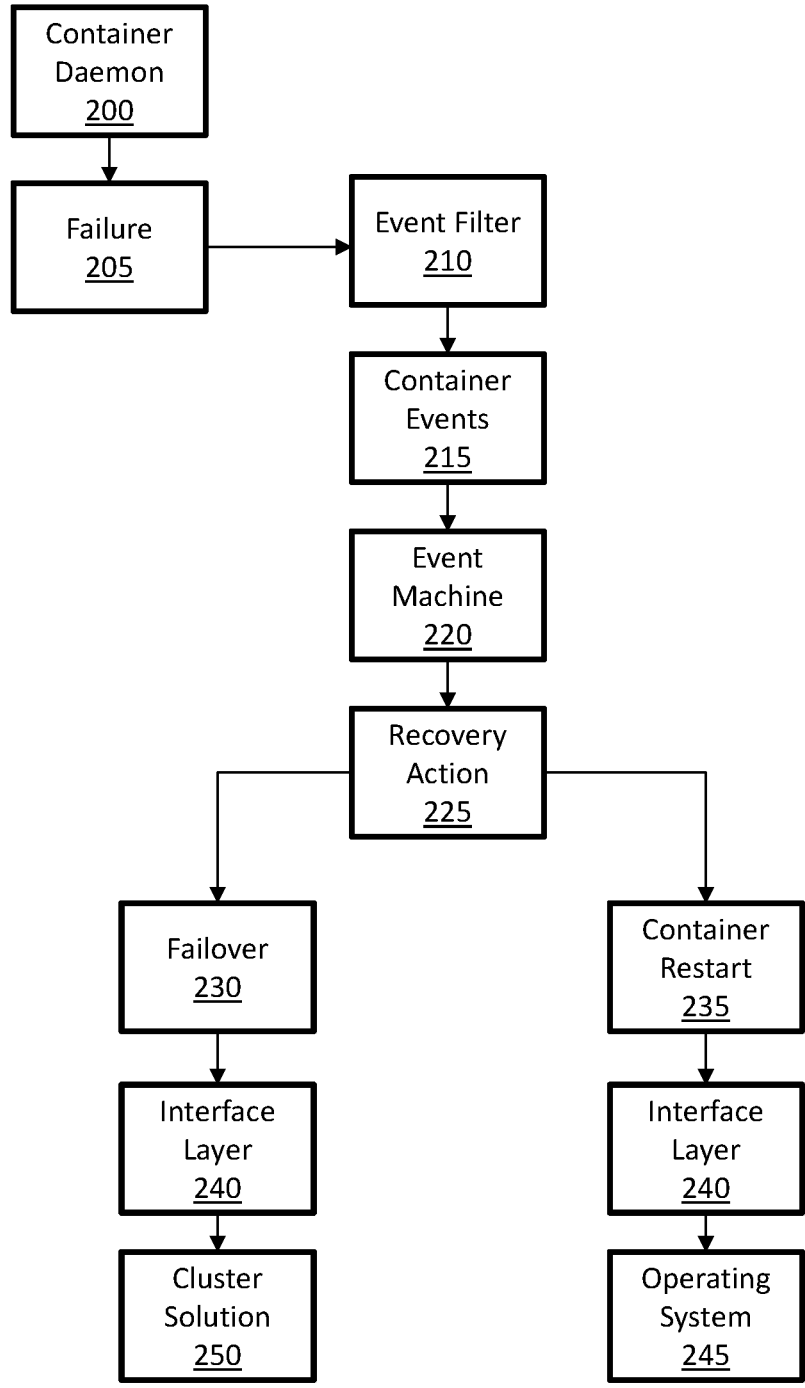 Container
Daemon
200
Failure
205
Event Filter
210
Container
Events
215
Event
Machine
220
Recovery
Action
225
Failover
230
Container
Restart
235
Interface
Layer
240
Interface
Layer
240
Cluster
Solution
250
Operating
System
245